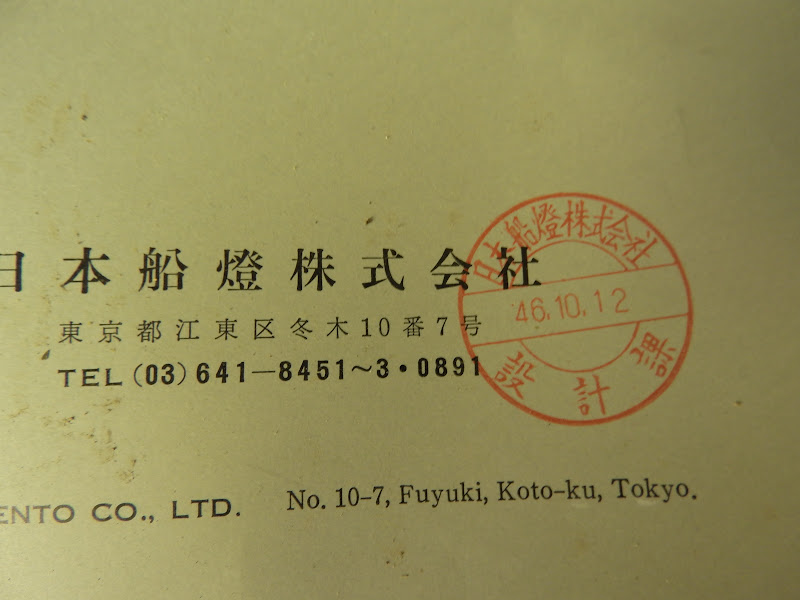 日本船燈株式会社
東京都江東区冬木10番7号
TEL (03) 641—8451～3・0891
日本船燈株式会社
46.10.12
設計課
ENTO CO., LTD. No. 10-7, Fuyuki, Koto-ku, Tokyo.